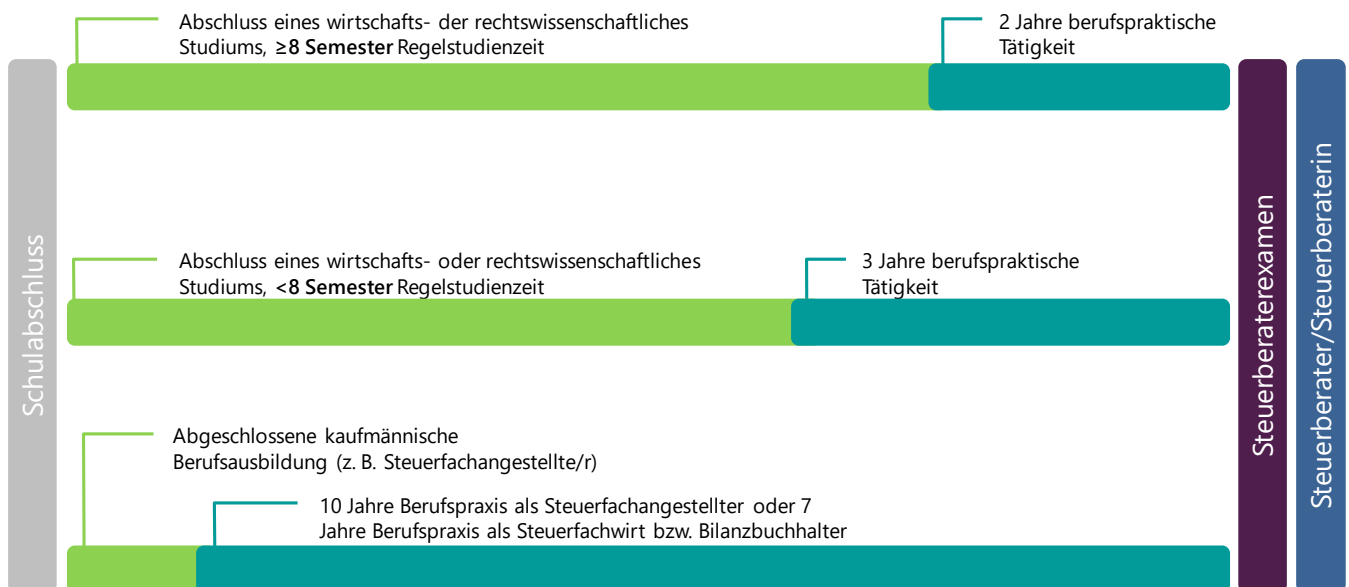 Abschluss eines wirtschafts- der rechtswissenschaftliches
Studiums, ≥8 Semester Regelstudienzeit
2 Jahre berufspraktische
Tätigkeit
Schulabschluss
Abschluss eines wirtschafts- oder rechtswissenschaftliches
Studiums, <8 Semester Regelstudienzeit
3 Jahre berufspraktische
Tätigkeit
Abgeschlossene kaufmännische
Berufsausbildung (z. B. Steuerfachangestellte/r)
10 Jahre Berufspraxis als Steuerfachangestellter oder 7
Jahre Berufspraxis als Steuerfachwirt bzw. Bilanzbuchhalter
Steuerberaterexamen
Steuerberater/Steuerberaterin